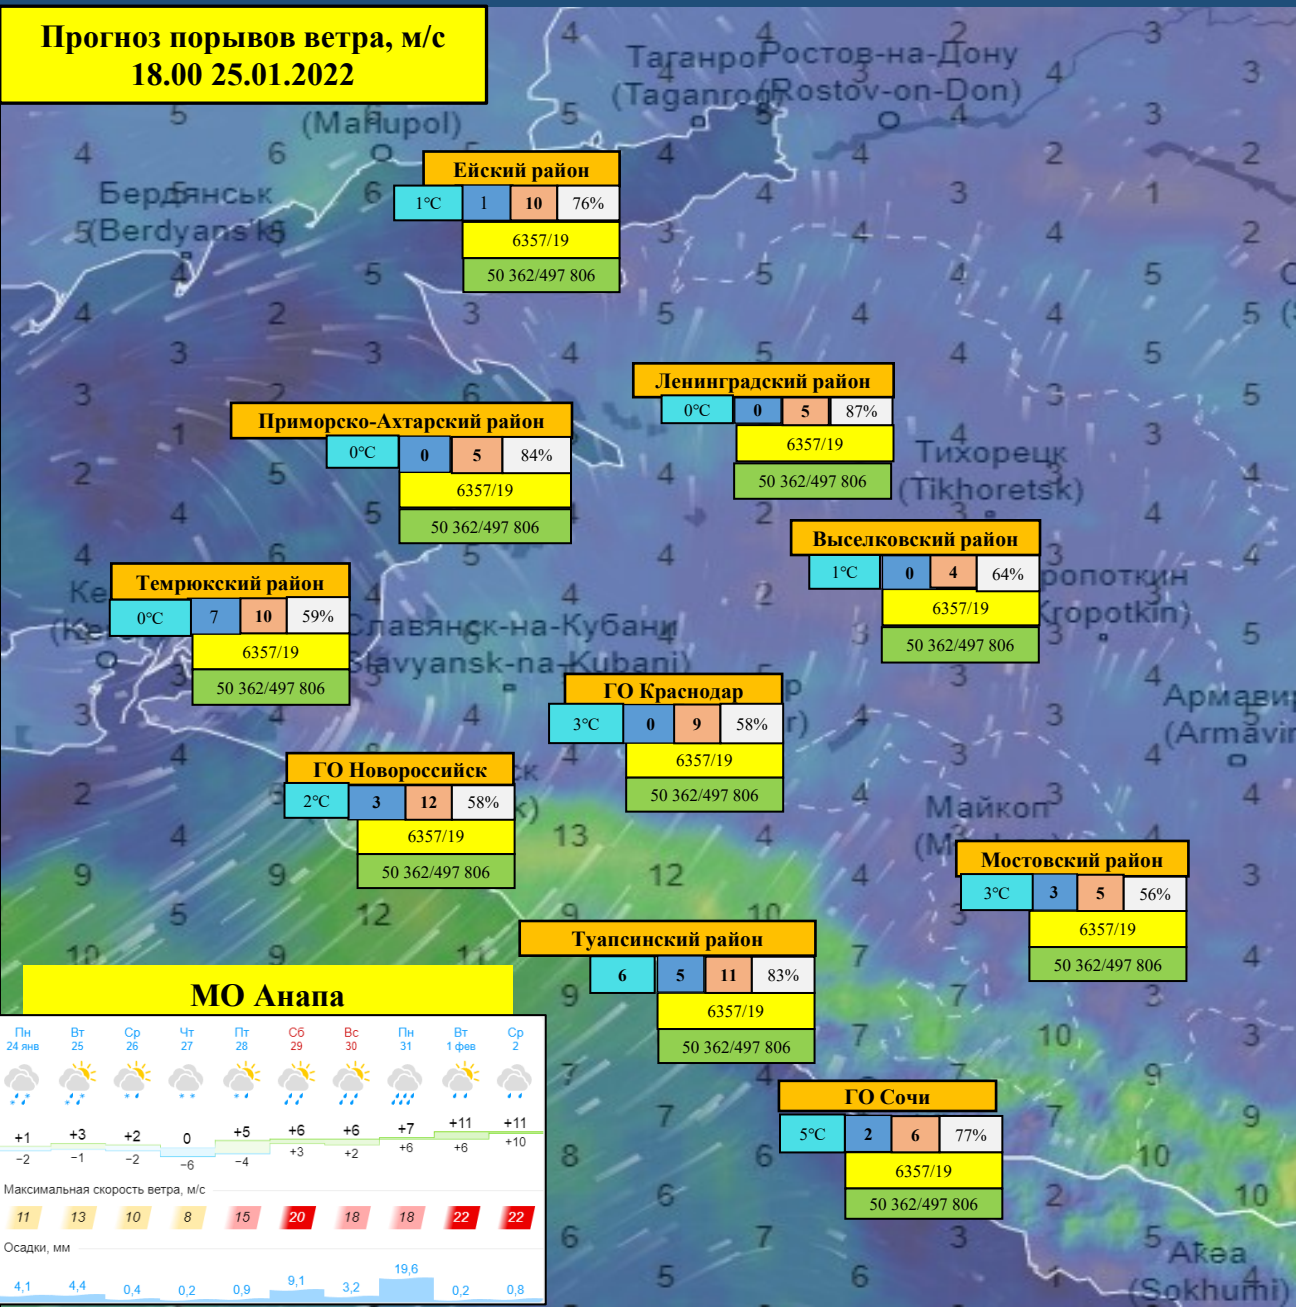 Прогноз порывов ветра, м/с
18.00 25.01.2022
Таганрог
(Taganrog)
Ростов-на-Дону
(Rostov-on-Don)
(Mariupol)
Бердянськ
(Berdyans'k)
Ейский район
1°C 1 10 76%
6357/19
50 362/497 806
Ленинградский район
0°C 0 5 87%
6357/19
50 362/497 806
Приморско-Ахтарский район
0°C 0 5 84%
6357/19
50 362/497 806
Тихорецк
(Tikhoretsk)
Выселковский район
1°C 0 4 64%
6357/19
50 362/497 806
ропоткин
Kropotkin)
Темрюкский район
0°C 7 10 59%
6357/19
50 362/497 806
Славянск-на-Кубани
Slavyansk-na-Kubani)
ГО Краснодар
3°C 0 9 58%
6357/19
50 362/497 806
Армавир
(Armavir
ГО Новороссийск
2°C 3 12 58%
6357/19
50 362/497 806
Майкоп
Мостовский район
3°C 3 5 56%
6357/19
50 362/497 806
Туапсинский район
6 5 11 83%
6357/19
50 362/497 806
ГО Сочи
5°C 2 6 77%
6357/19
50 362/497 806
Аҟәа
(Sokhumi)
МО Анапа
Пн Вт Ср Чт Пт Сб Вс Пн Вт Ср
24 янв 25 26 27 28 29 30 31 1 фев 2
+1 +3 +2 0 +5 +6 +6 +7 +11 +11
−2 −1 −2 −6 −4 +3 +2 +6 +6 +10
Максимальная скорость ветра, м/с
11 13 10 8 15 20 18 18 22 22
Осадки, мм
4,1 4,4 0,4 0,2 0,9 9,1 3,2 19,6 0,2 0,8